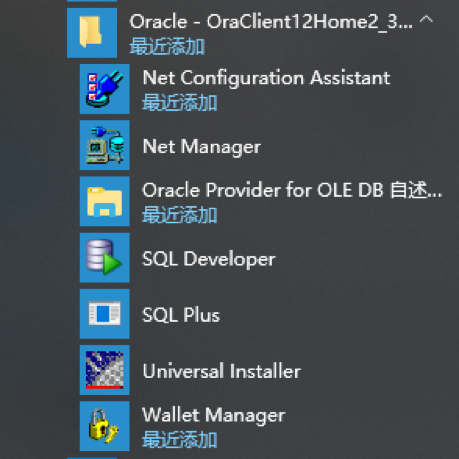 Oracle - OraClient12Home2_3...
最近添加
Net Configuration Assistant
最近添加
Net Manager
Oracle Provider for OLE DB 自述...
最近添加
SQL Developer
SQL Plus
Universal Installer
Wallet Manager
最近添加